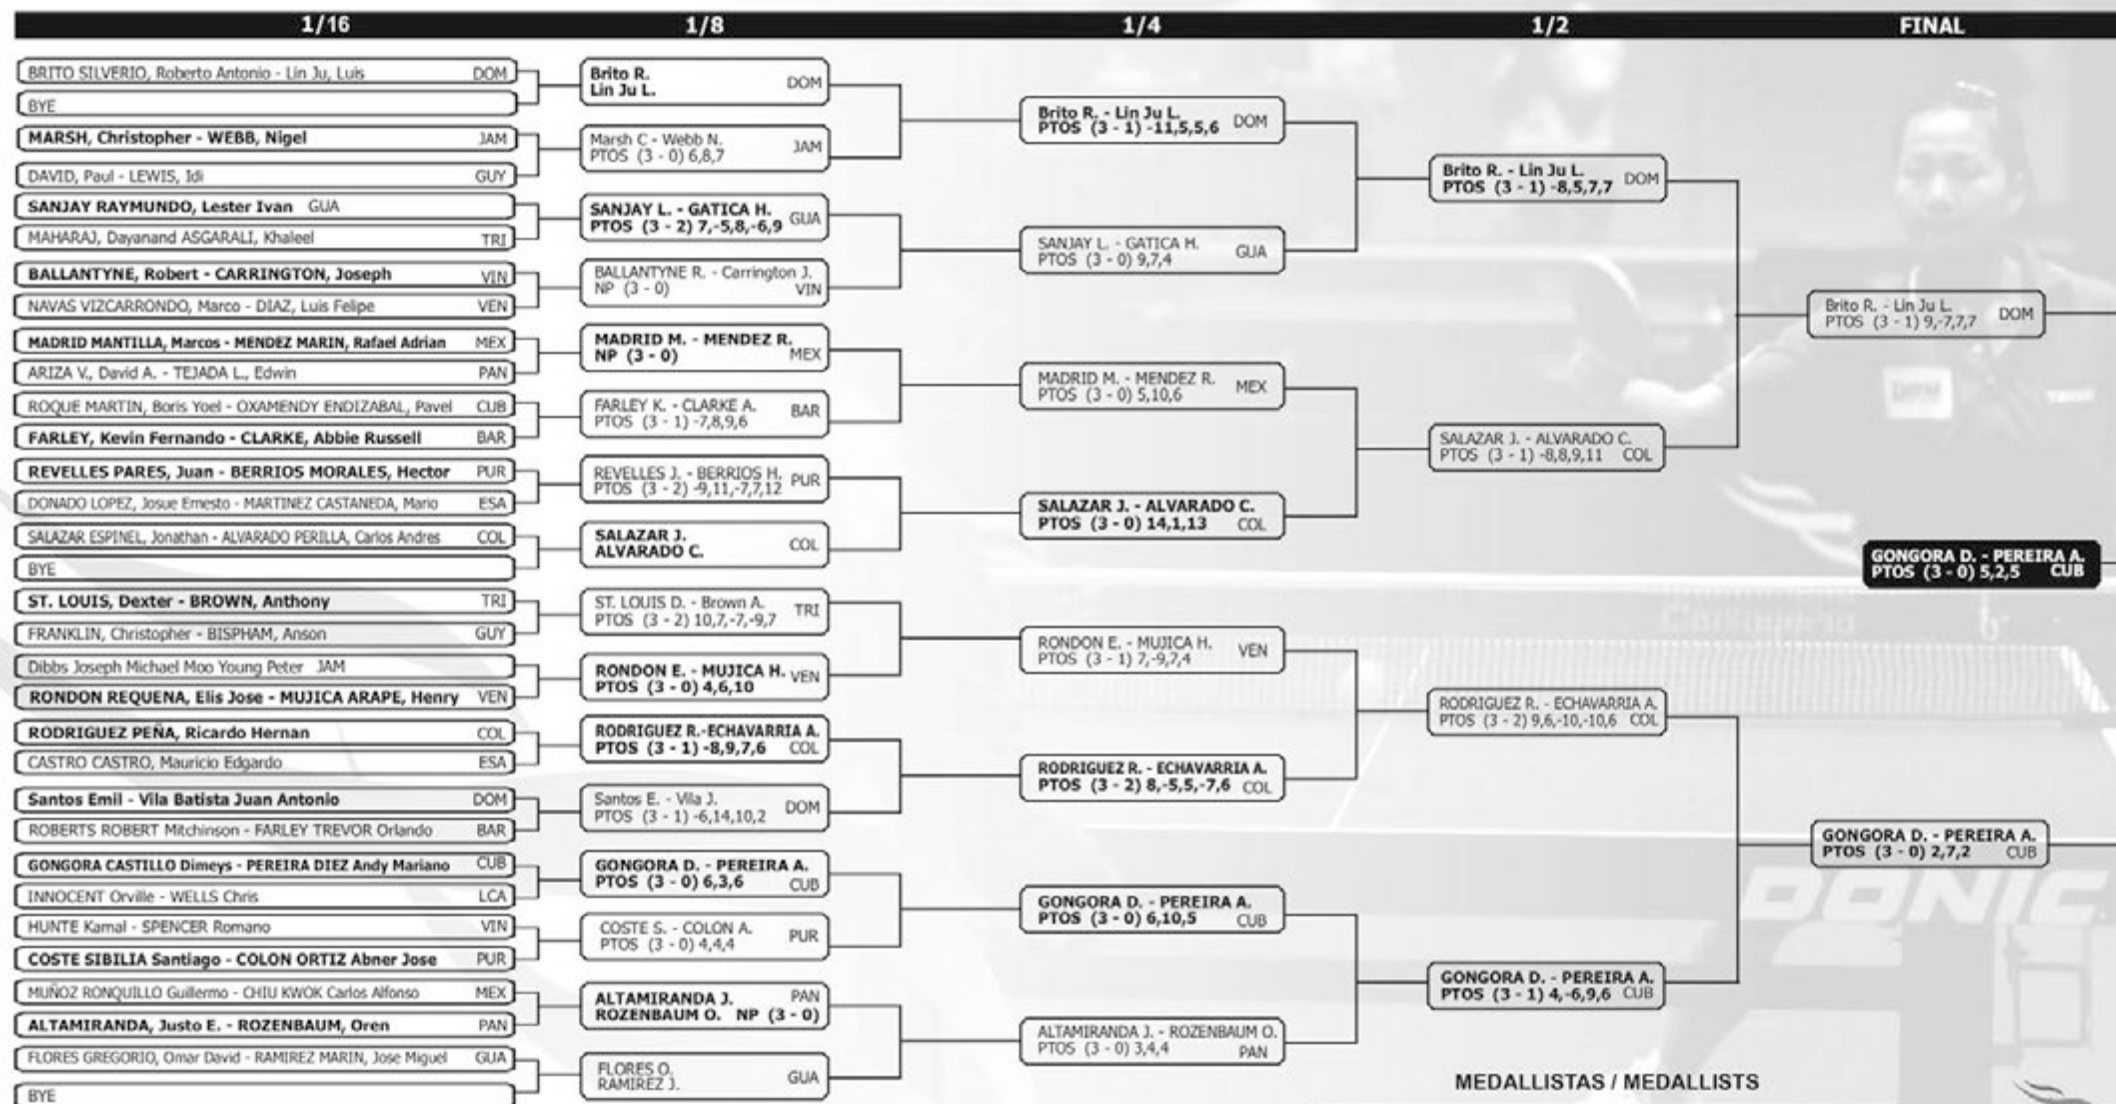 1/16 1/8 1/4 1/2 FINAL
BRITO SILVERIO, Roberto Antonio - Lin Ju, Luis DOM
BYE
MARSH, Christopher - WEBB, Nigel JAM
DAVID, Paul - LEWIS, Idi GUY
SANJAY RAYMUNDO, Lester Ivan GUA
MAHARAJ, Dayanand ASGARALI, Khaleel TRI
BALLANTYNE, Robert - CARRINGTON, Joseph VIN
NAVAS VIZCARRONDO, Marco - DIAZ, Luis Felipe VEN
MADRID MANTILLA, Marcos - MENDEZ MARIN, Rafael Adrian MEX
ARIZA V., David A. - TEJADA L., Edwin PAN
ROQUE MARTIN, Boris Yoel - OXAMENDY ENDIZABAL, Pavel CUB
FARLEY, Kevin Fernando - CLARKE, Abbie Russell BAR
REVELLES PARES, Juan - BERRIOS MORALES, Hector PUR
DONADO LOPEZ, Josue Ernesto - MARTINEZ CASTANEDA, Mario ESA
SALAZAR ESPINEL, Jonathan - ALVARADO PERILLA, Carlos Andres COL
BYE
ST. LOUIS, Dexter - BROWN, Anthony TRI
FRANKLIN, Christopher - BISPHAM, Anson GUY
Dibbs Joseph Michael Moo Young Peter JAM
RONDON REQUENA, Elis Jose - MUJICA ARAPE, Henry VEN
RODRIGUEZ PEÑA, Ricardo Hernan COL
CASTRO CASTRO, Mauricio Edgardo ESA
Santos Emil - Vila Batista Juan Antonio DOM
ROBERTS ROBERT Mitchinson - FARLEY TREVOR Orlando BAR
GONGORA CASTILLO Dimeys - PEREIRA DIEZ Andy Mariano CUB
INNOCENT Orville - WELLS Chris LCA
HUNTE Kamal - SPENCER Romano VIN
COSTE SIBILIA Santiago - COLON ORTIZ Abner Jose PUR
MUÑOZ RONQUILLO Guillermo - CHIU KWOK Carlos Alfonso MEX
ALTAMIRANDA, Justo E. - ROZENBAUM, Oren PAN
FLORES GREGORIO, Omar David - RAMIREZ MARIN, Jose Miguel GUA
BYE
Brito R.
Lin Ju L. DOM
Marsh C - Webb N.
PTOS (3 - 0) 6,8,7 JAM
SANJAY L. - GATICA H.
PTOS (3 - 2) 7,-5,8,-6,9 GUA
BALLANTYNE R. - Carrington J.
NP (3 - 0) VIN
MADRID M. - MENDEZ R.
NP (3 - 0) MEX
FARLEY K. - CLARKE A.
PTOS (3 - 1) -7,8,9,6 BAR
REVELLES J. - BERRIOS H.
PTOS (3 - 2) -9,11,-7,7,12 PUR
SALAZAR J.
ALVARADO C. COL
ST. LOUIS D. - Brown A.
PTOS (3 - 2) 10,7,-7,-9,7 TRI
RONDON E. - MUJICA H.
PTOS (3 - 0) 4,6,10 VEN
RODRIGUEZ R.-ECHAVARRIA A.
PTOS (3 - 1) -8,9,7,6 COL
Santos E. - Vila J.
PTOS (3 - 1) -6,14,10,2 DOM
GONGORA D. - PEREIRA A.
PTOS (3 - 0) 6,3,6 CUB
COSTE S. - COLON A.
PTOS (3 - 0) 4,4,4 PUR
ALTAMIRANDA J. PAN
ROZENBAUM O. NP (3 - 0)
FLORES O.
RAMIREZ J. GUA
Brito R. - Lin Ju L.
PTOS (3 - 1) -11,5,5,6 DOM
SANJAY L. - GATICA H.
PTOS (3 - 0) 9,7,4 GUA
MADRID M. - MENDEZ R.
PTOS (3 - 0) 5,10,6 MEX
SALAZAR J. - ALVARADO C.
PTOS (3 - 0) 14,1,13 COL
RONDON E. - MUJICA H.
PTOS (3 - 1) 7,-9,7,4 VEN
RODRIGUEZ R. - ECHAVARRIA A.
PTOS (3 - 2) 8,-5,5,-7,6 COL
GONGORA D. - PEREIRA A.
PTOS (3 - 0) 6,10,5 CUB
ALTAMIRANDA J. - ROZENBAUM O.
PTOS (3 - 0) 3,4,4 PAN
Brito R. - Lin Ju L.
PTOS (3 - 1) -8,5,7,7 DOM
SALAZAR J. - ALVARADO C.
PTOS (3 - 1) -8,8,9,11 COL
RODRIGUEZ R. - ECHAVARRIA A.
PTOS (3 - 2) 9,6,-10,-10,6 COL
GONGORA D. - PEREIRA A.
PTOS (3 - 1) 4,-6,9,6 CUB
Brito R. - Lin Ju L.
PTOS (3 - 1) 9,-7,7,7 DOM
GONGORA D. - PEREIRA A.
PTOS (3 - 0) 5,2,5 CUB
GONGORA D. - PEREIRA A.
PTOS (3 - 0) 2,7,2 CUB
DONIC
MEDALLISTAS / MEDALLISTS